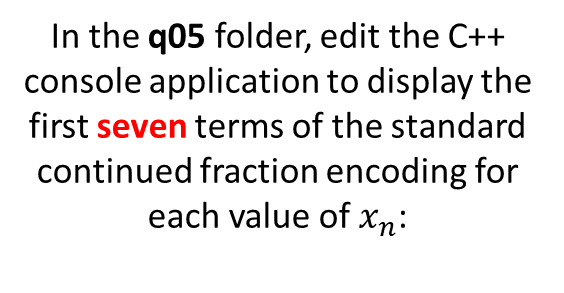 In the q05 folder, edit the C++
console application to display the
first seven terms of the standard
continued fraction encoding for
each value of xₙ: